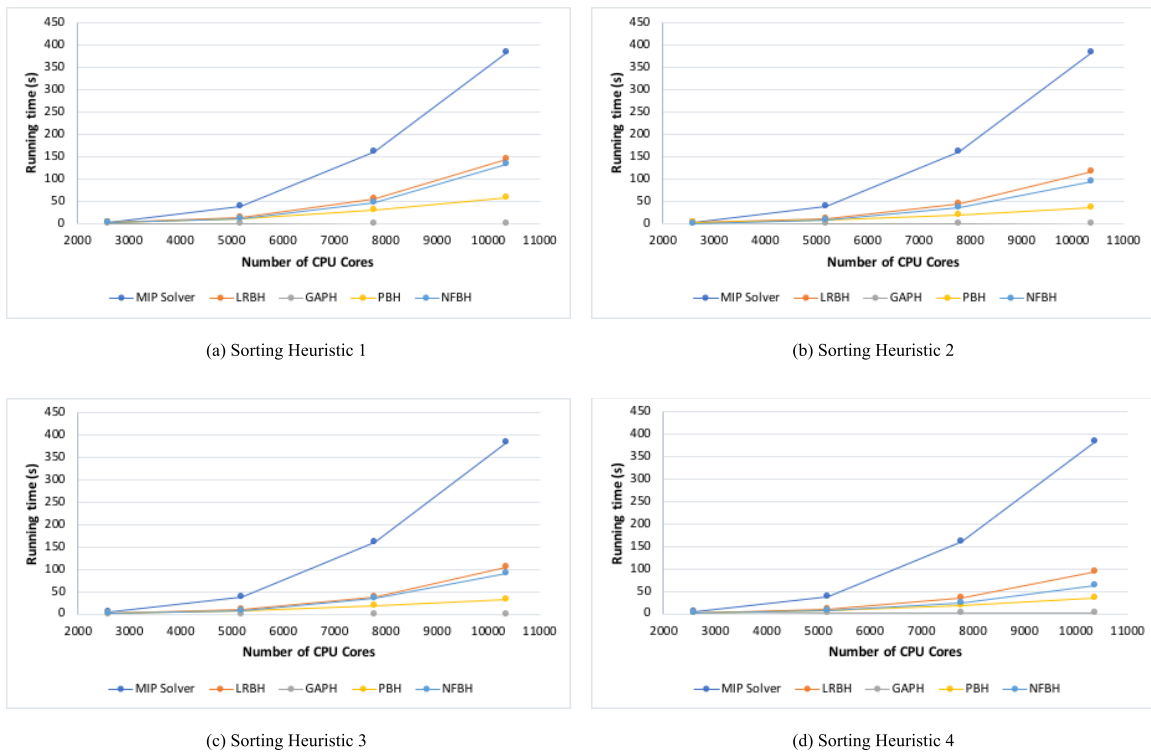 450
400
350
300
250
200
150
100
50
0
Running time (s)
2000 3000 4000 5000 6000 7000 8000 9000 10000 11000
Number of CPU Cores
MIP Solver LRBH GAPH PBH NFBH
(a) Sorting Heuristic 1
450
400
350
300
250
200
150
100
50
0
Running time (s)
2000 3000 4000 5000 6000 7000 8000 9000 10000 11000
Number of CPU Cores
MIP Solver LRBH GAPH PBH NFBH
(b) Sorting Heuristic 2
450
400
350
300
250
200
150
100
50
0
Running time (s)
2000 3000 4000 5000 6000 7000 8000 9000 10000 11000
Number of CPU Cores
MIP Solver LRBH GAPH PBH NFBH
(c) Sorting Heuristic 3
450
400
350
300
250
200
150
100
50
0
Running time (s)
2000 3000 4000 5000 6000 7000 8000 9000 10000 11000
Number of CPU Cores
MIP Solver LRBH GAPH PBH NFBH
(d) Sorting Heuristic 4